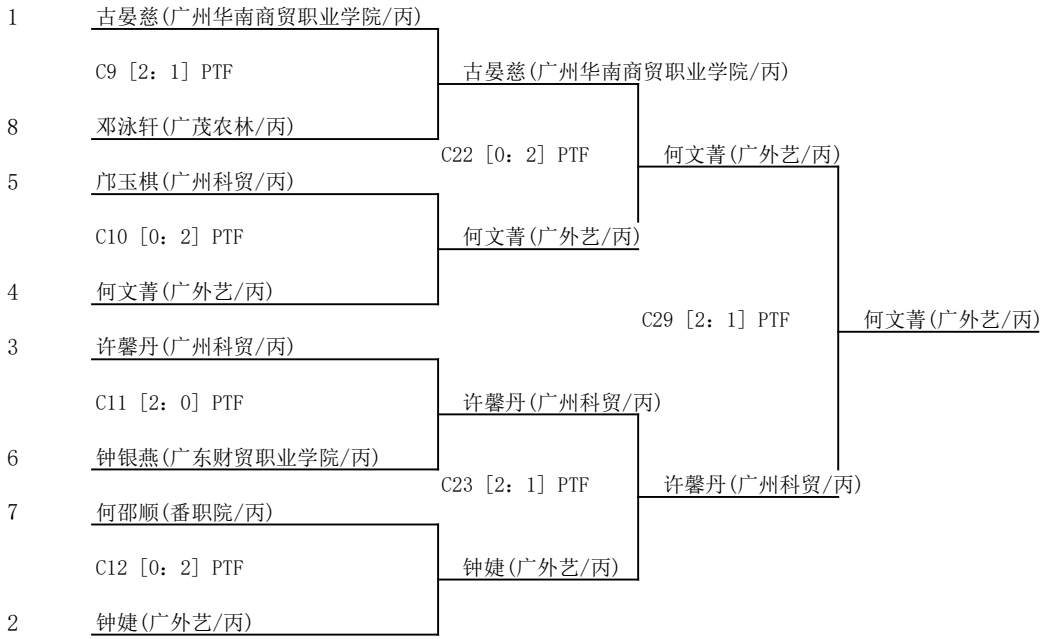 1 古晏慈(广州华南商贸职业学院/丙)
C9 [2: 1] PTF 古晏慈(广州华南商贸职业学院/丙)
8 邓泳轩(广茂农林/丙)
C22 [0: 2] PTF 何文菁(广外艺/丙)
5 邝玉棋(广州科贸/丙)
C10 [0: 2] PTF 何文菁(广外艺/丙)
4 何文菁(广外艺/丙)
C29 [2: 1] PTF 何文菁(广外艺/丙)
3 许馨丹(广州科贸/丙)
C11 [2: 0] PTF 许馨丹(广州科贸/丙)
6 钟银燕(广东财贸职业学院/丙)
C23 [2: 1] PTF 许馨丹(广州科贸/丙)
7 何邵顺(番职院/丙)
C12 [0: 2] PTF 钟婕(广外艺/丙)
2 钟婕(广外艺/丙)